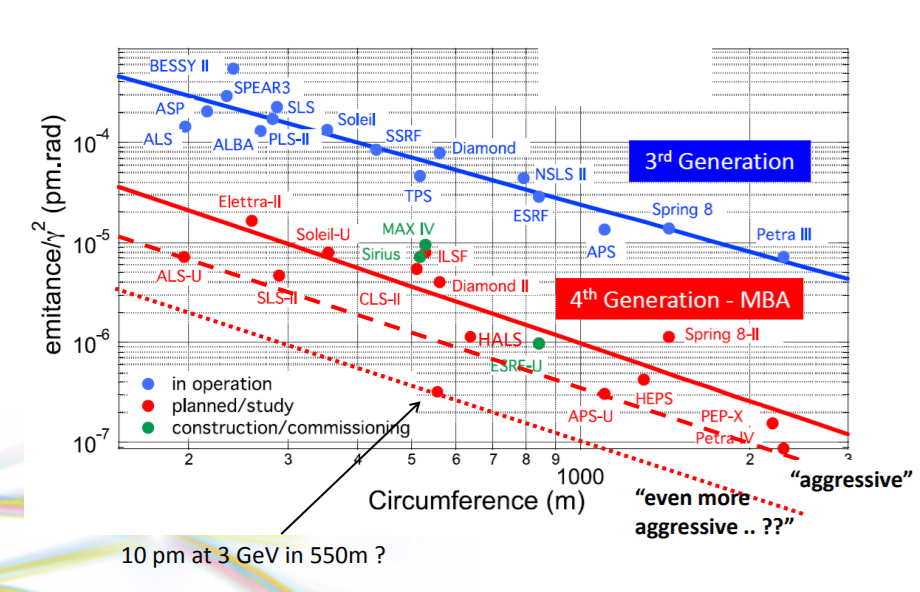 BESSY II
SPEAR3
ASP
SLS
Soleil
ALS
ALBA
PLS-II
SSRF
Diamond
TPS
NSLS II
ESRF
3rd Generation
Spring 8
APS
Petra III
Elettra-II
Soleil-U
MAX IV
Sirius
ILSF
ALS-U
SLS-II
CLS-II
Diamond II
4th Generation - MBA
HALS
Spring 8-II
ESRF-U
HEPS
APS-U
PEP-X
Petra IV
emitance/γ2 (pm.rad)
10-4
10-5
10-6
10-7
in operation
planned/study
construction/commissioning
2 3 4 5 6 7 8 9 1000 2 3
Circumference (m)
“aggressive”
“even more
aggressive .. ??”
10 pm at 3 GeV in 550m ?